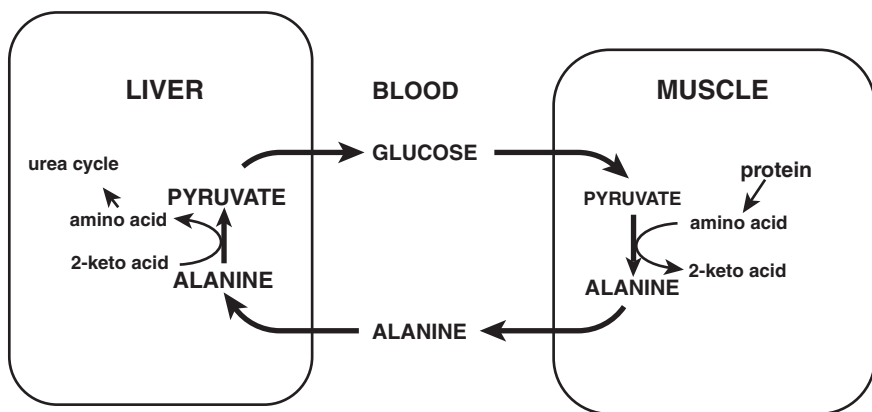 LIVER
BLOOD
MUSCLE
GLUCOSE
urea cycle
protein
PYRUVATE
PYRUVATE
amino acid
amino acid
2-keto acid
2-keto acid
ALANINE
ALANINE
ALANINE